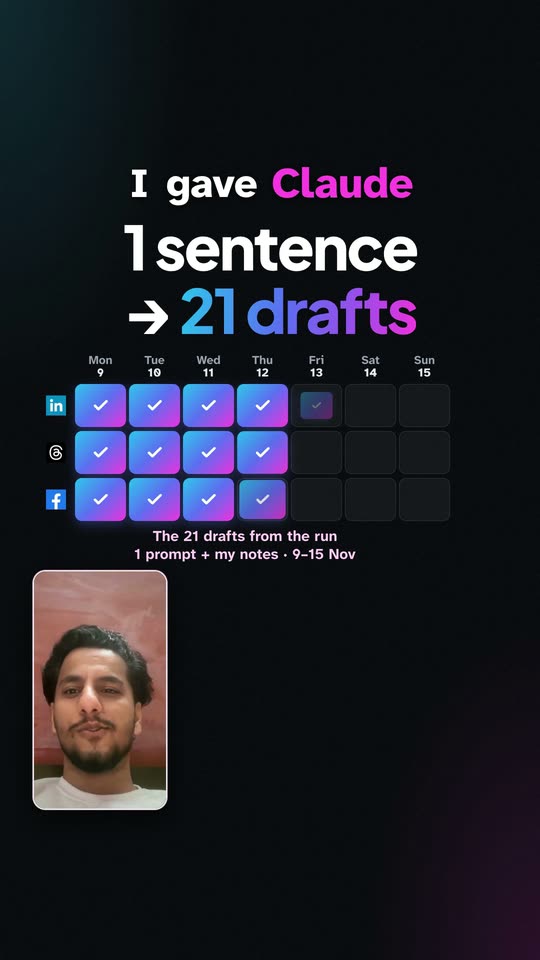 I gave Claude
1 sentence
→ 21 drafts
Mon Tue Wed Thu Fri Sat Sun
9 10 11 12 13 14 15
in
The 21 drafts from the run
1 prompt + my notes · 9–15 Nov